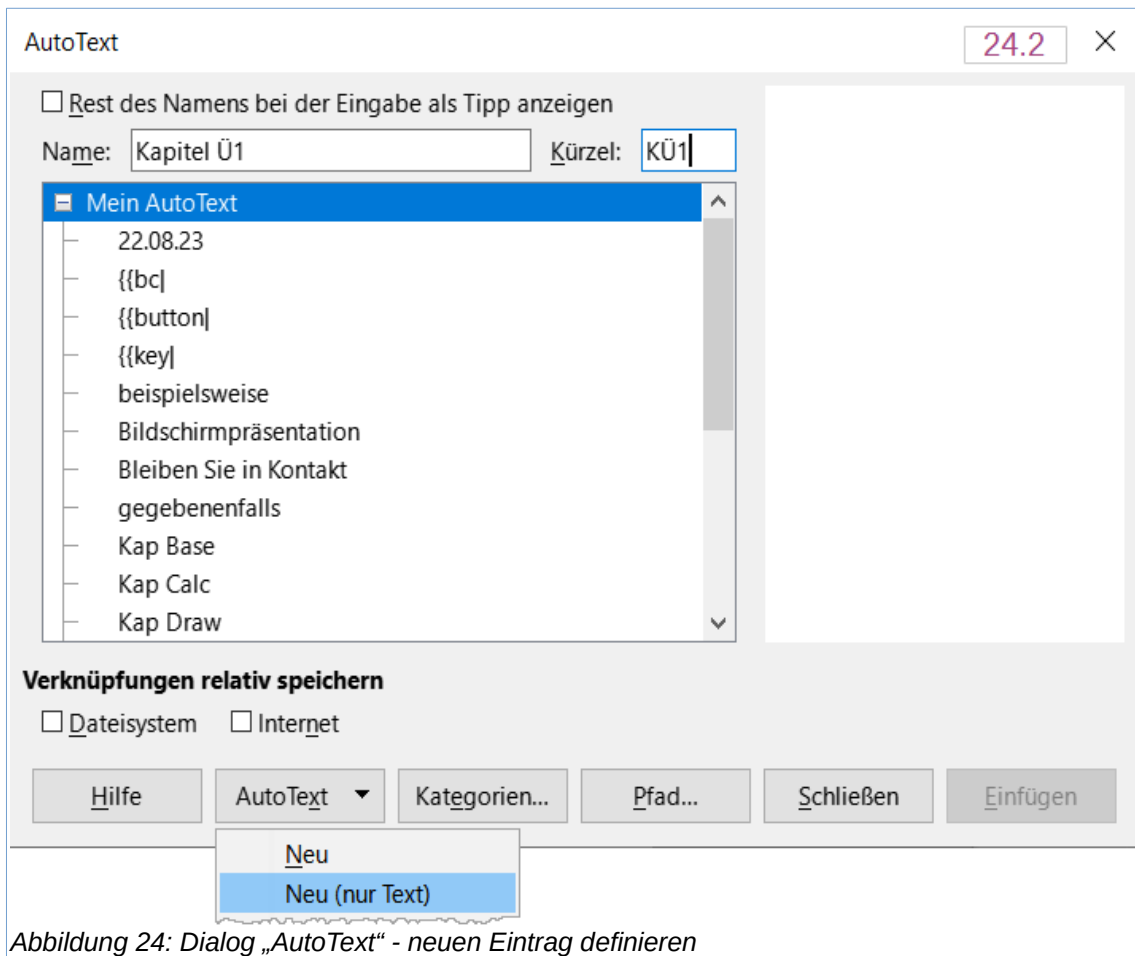 AutoText 24.2
Rest des Namens bei der Eingabe als Tipp anzeigen
Name: Kapitel Ü1 Kürzel: KÜ1
Mein AutoText
22.08.23
{{bc|
{{button|
{{key|
beispielsweise
Bildschirmpräsentation
Bleiben Sie in Kontakt
gegebenenfalls
Kap Base
Kap Calc
Kap Draw
Verknüpfungen relativ speichern
Dateisystem Internet
Hilfe AutoText Kategorien... Pfad... Schließen Einfügen
Neu
Neu (nur Text)
Abbildung 24: Dialog „AutoText“ - neuen Eintrag definieren